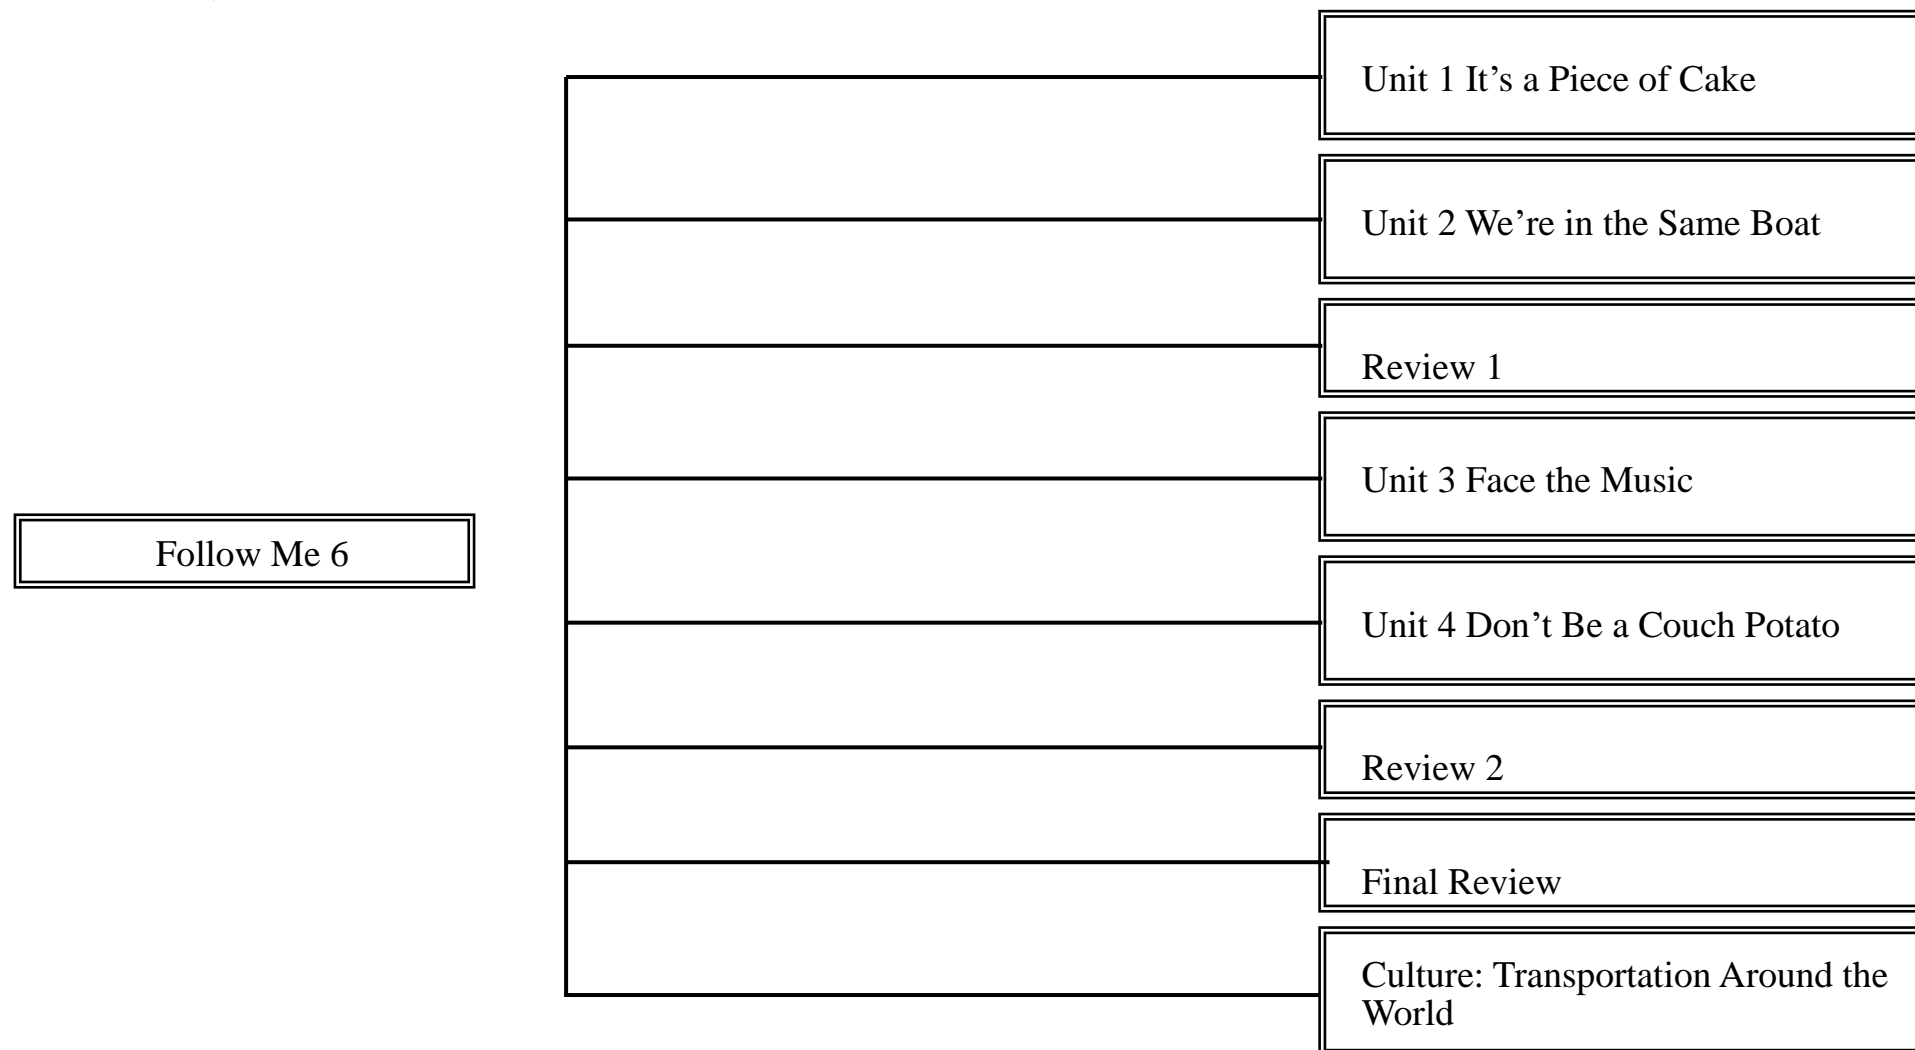 Unit 1 It’s a Piece of Cake
Unit 2 We’re in the Same Boat
Review 1
Unit 3 Face the Music
Follow Me 6
Unit 4 Don’t Be a Couch Potato
Review 2
Final Review
Culture: Transportation Around the
World